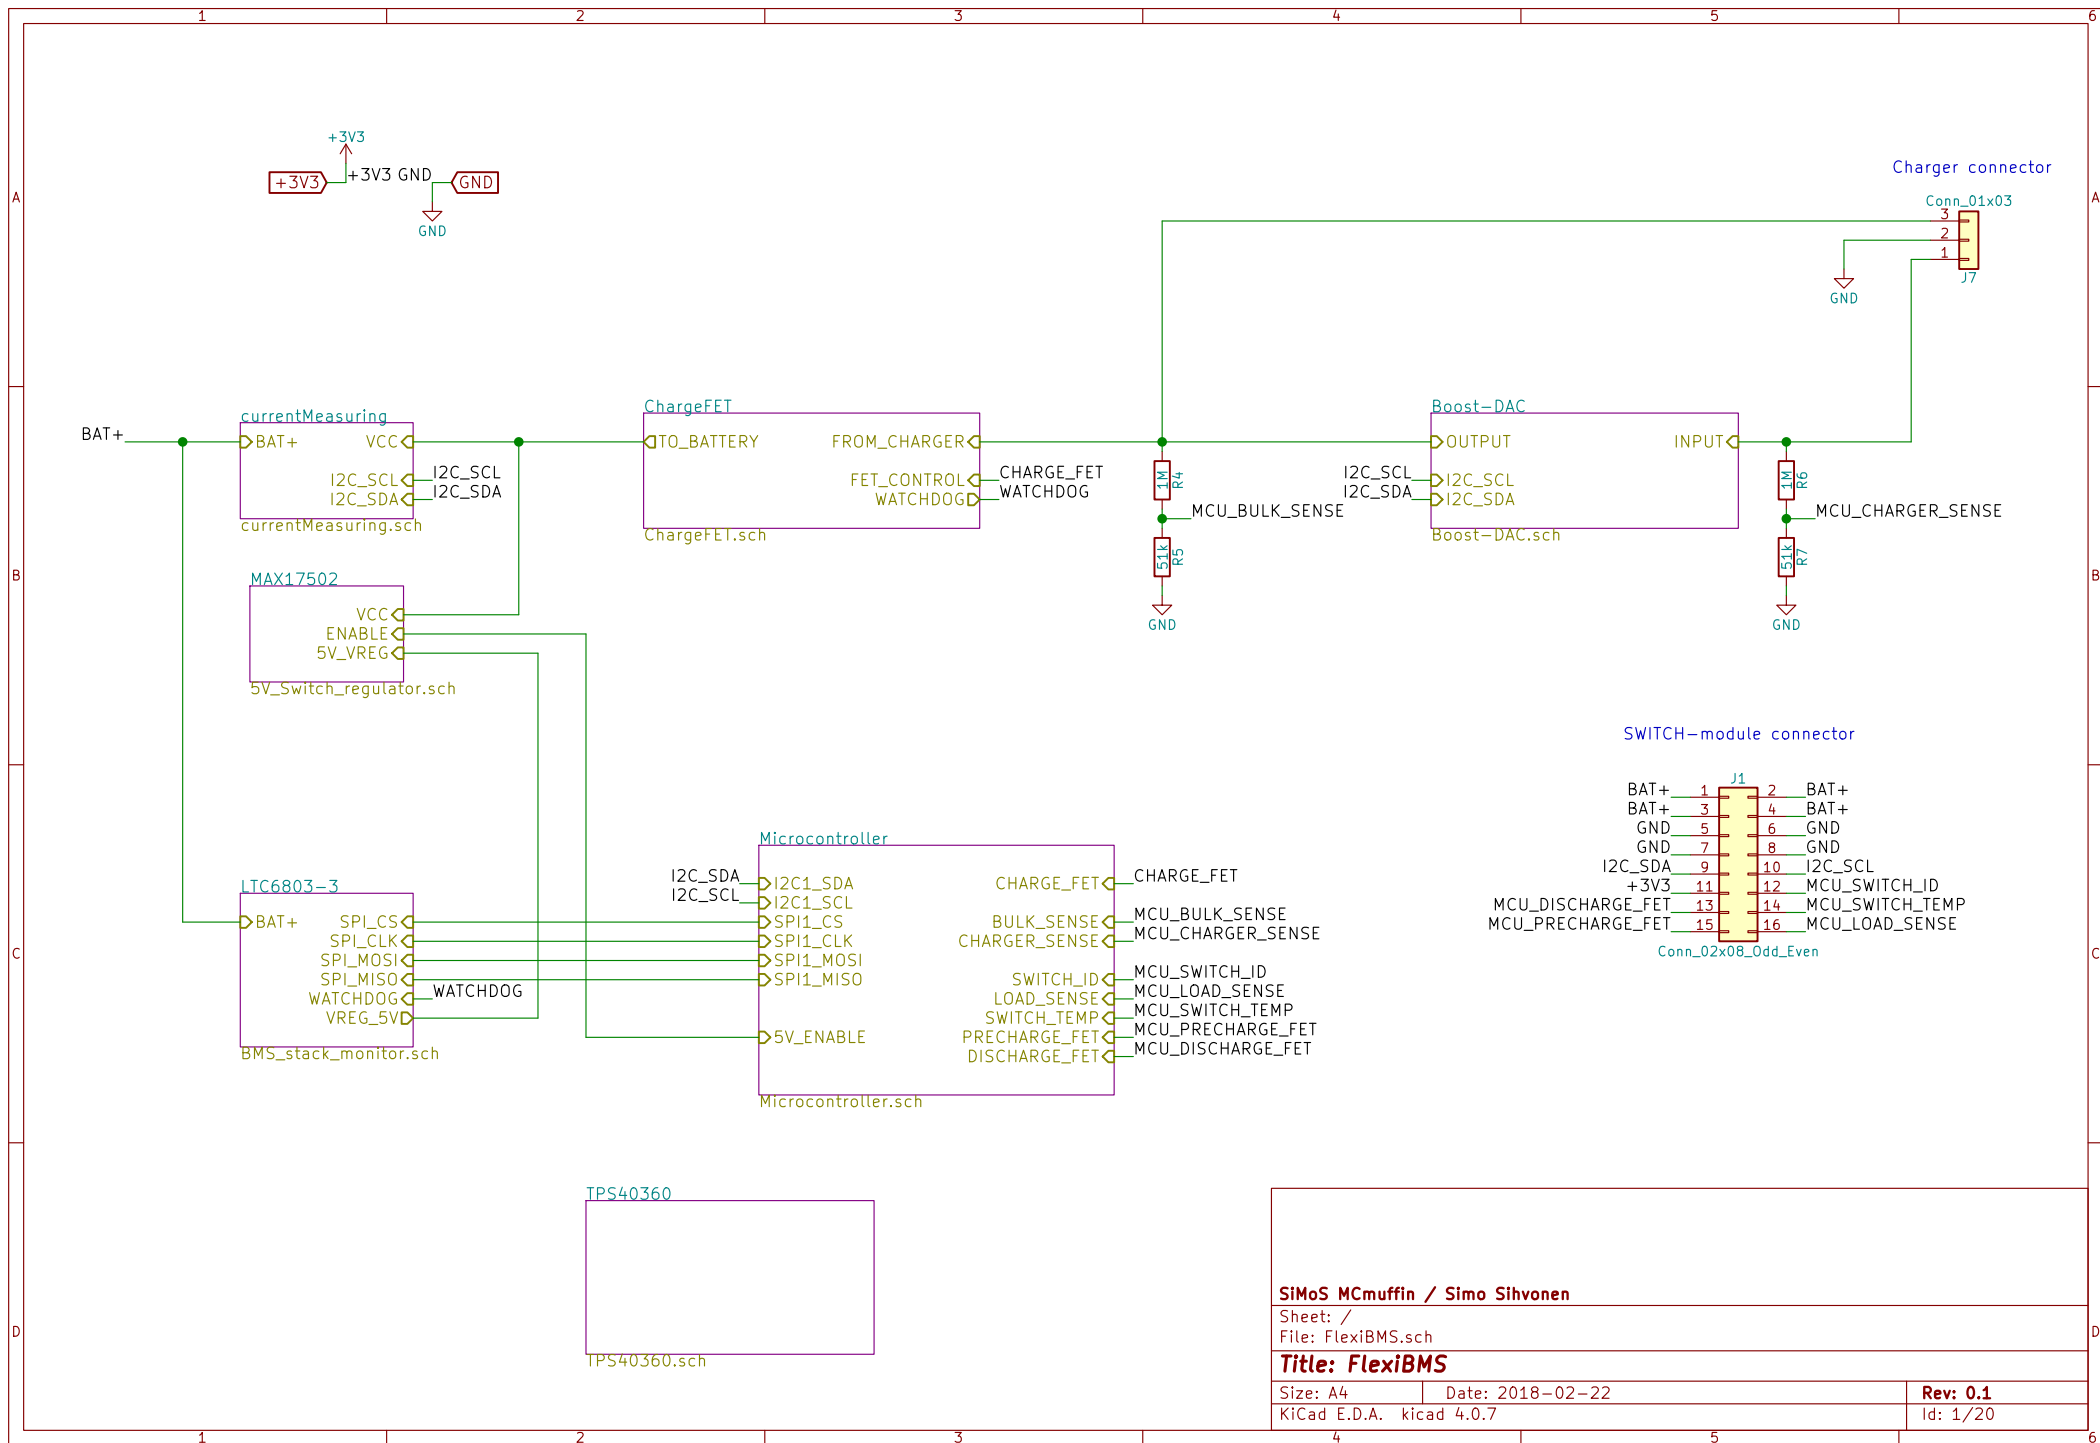 1 2 3 4 5 6
+3V3
+3V3 +3V3 GND GND
GND
A A
Charger connector
Conn_01x03
3
2
1
J7
GND
currentMeasuring
BAT+
BAT+ VCC
I2C_SCL I2C_SCL
I2C_SDA I2C_SDA
currentMeasuring.sch
ChargeFET
TO_BATTERY FROM_CHARGER
FET_CONTROL CHARGE_FET
WATCHDOG WATCHDOG
ChargeFET.sch
1M R4
MCU_BULK_SENSE
51k R5
GND
Boost-DAC
OUTPUT INPUT
I2C_SCL I2C_SCL
I2C_SDA I2C_SDA
Boost-DAC.sch
1M R6
MCU_CHARGER_SENSE
51k R7
GND
B B
MAX17502
VCC
ENABLE
5V_VREG
5V_Switch_regulator.sch
SWITCH-module connector
J1
BAT+ 1 2 BAT+
BAT+ 3 4 BAT+
GND 5 6 GND
GND 7 8 GND
I2C_SDA 9 10 I2C_SCL
+3V3 11 12 MCU_SWITCH_ID
MCU_DISCHARGE_FET 13 14 MCU_SWITCH_TEMP
MCU_PRECHARGE_FET 15 16 MCU_LOAD_SENSE
Conn_02x08_Odd_Even
LTC6803-3
BAT+ SPI_CS
SPI_CLK
SPI_MOSI
SPI_MISO
WATCHDOG WATCHDOG
VREG_5V
BMS_stack_monitor.sch
Microcontroller
I2C_SDA I2C1_SDA CHARGE_FET CHARGE_FET
I2C_SCL I2C1_SCL
SPI1_CS BULK_SENSE MCU_BULK_SENSE
SPI1_CLK CHARGER_SENSE MCU_CHARGER_SENSE
SPI1_MOSI
SPI1_MISO SWITCH_ID MCU_SWITCH_ID
LOAD_SENSE MCU_LOAD_SENSE
SWITCH_TEMP MCU_SWITCH_TEMP
5V_ENABLE PRECHARGE_FET MCU_PRECHARGE_FET
DISCHARGE_FET MCU_DISCHARGE_FET
Microcontroller.sch
C C
TPS40360
TPS40360.sch
D D
SiMoS MCmuffin / Simo Sihvonen
Sheet: /
File: FlexiBMS.sch
Title: FlexiBMS
Size: A4 Date: 2018-02-22 Rev: 0.1
KiCad E.D.A. kicad 4.0.7 Id: 1/20
1 2 3 4 5 6